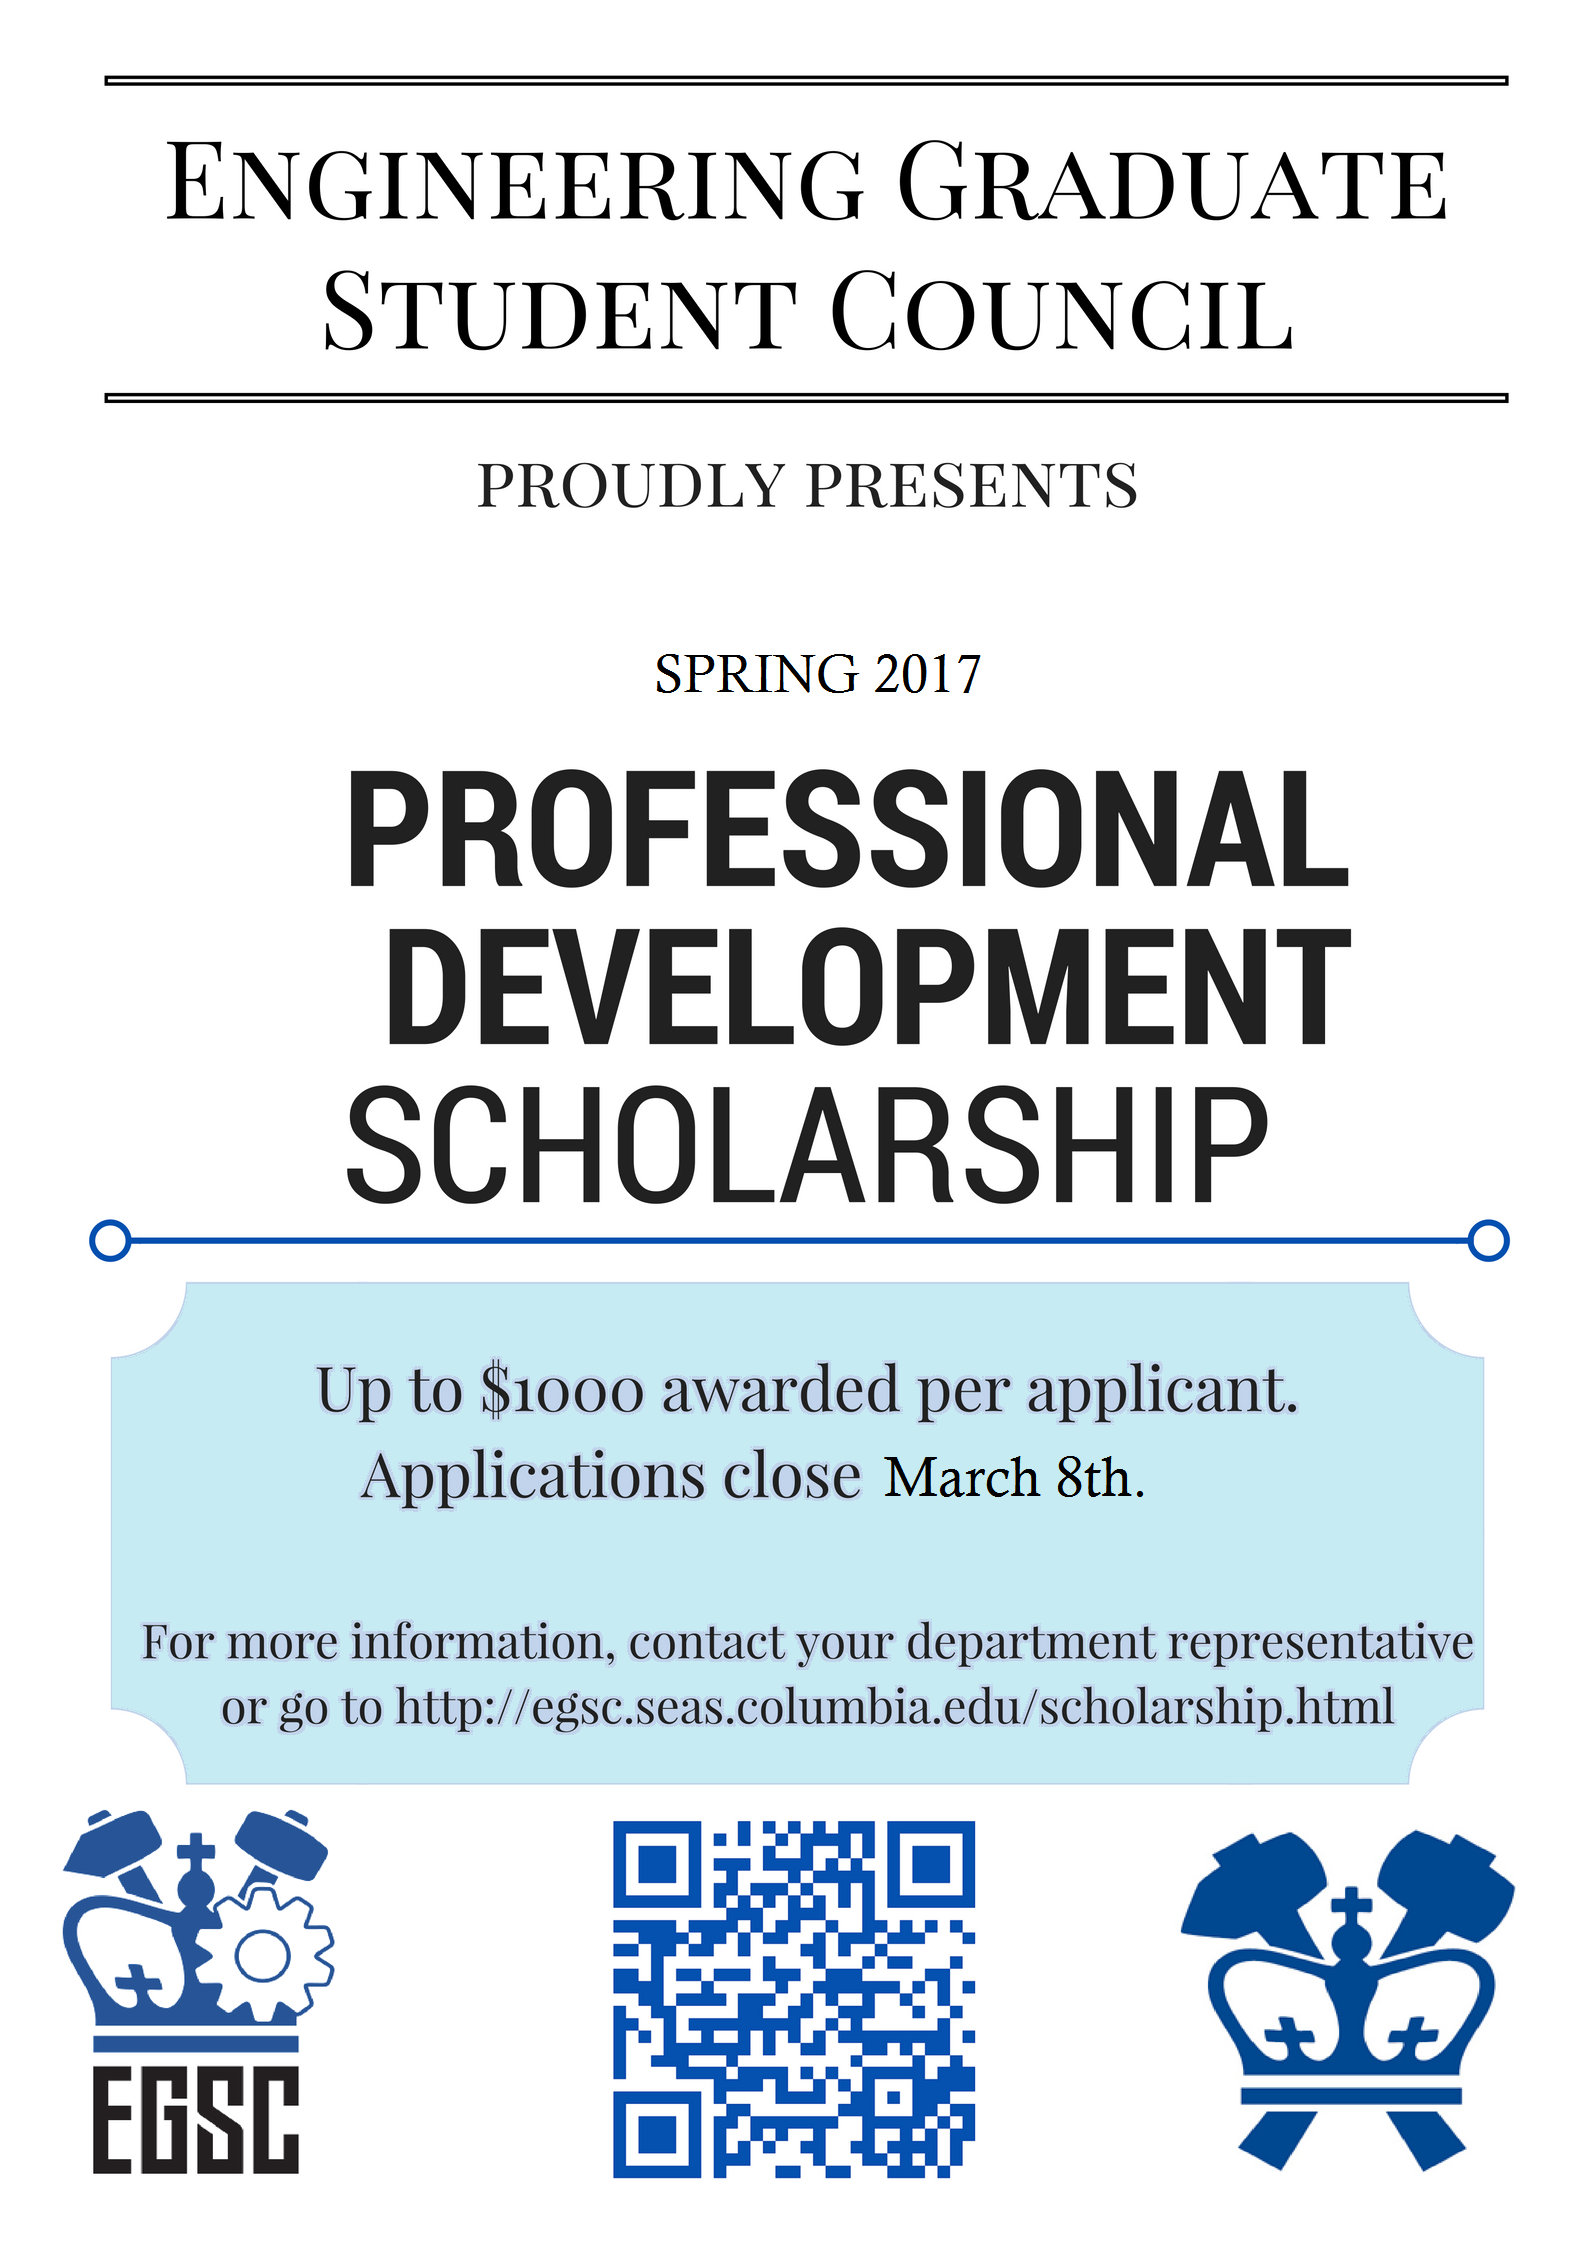 ENGINEERING GRADUATE
STUDENT COUNCIL
PROUDLY PRESENTS
SPRING 2017
PROFESSIONAL
DEVELOPMENT
SCHOLARSHIP
Up to $1000 awarded per applicant.
Applications close March 8th.
For more information, contact your department representative
or go to http://egsc.seas.columbia.edu/scholarship.html
EGSC